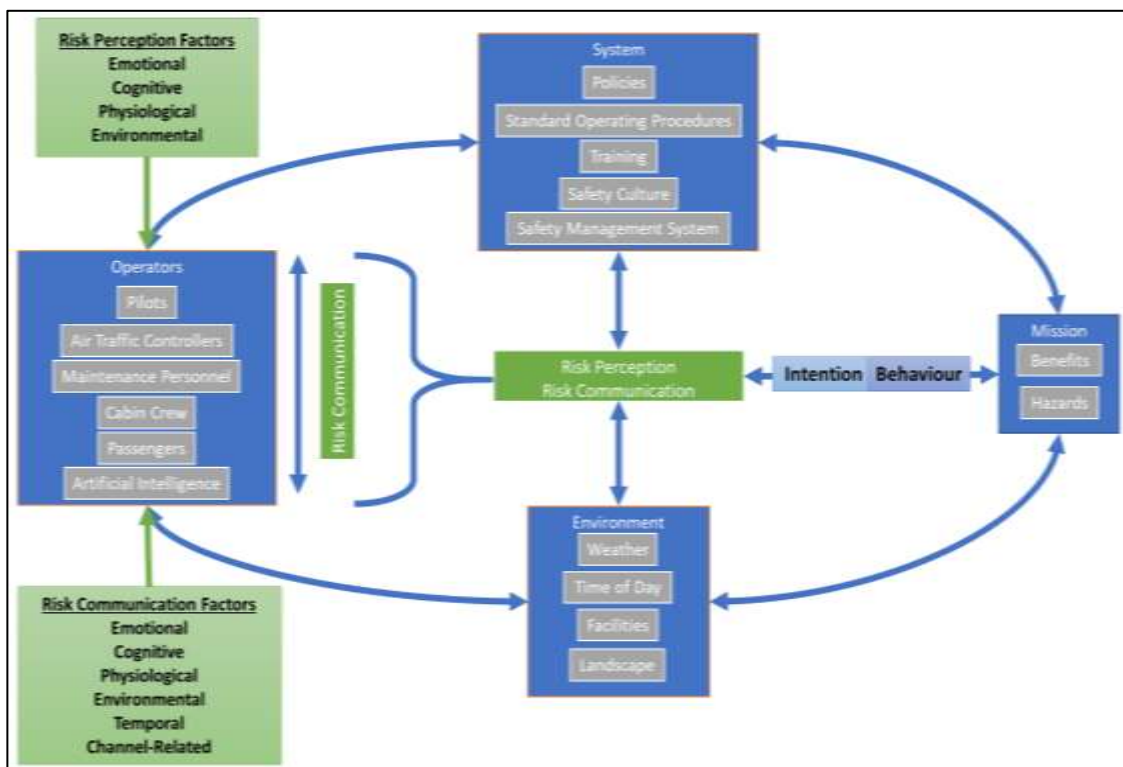 Risk Perception Factors
Emotional
Cognitive
Physiological
Environmental
System
Policies
Standard Operating Procedures
Training
Safety Culture
Safety Management System
Operators
Pilots
Air Traffic Controllers
Maintenance Personnel
Cabin Crew
Passengers
Artificial Intelligence
Risk Communication
Risk Perception
Risk Communication
Intention Behaviour
Mission
Benefits
Hazards
Environment
Weather
Time of Day
Facilities
Landscape
Risk Communication Factors
Emotional
Cognitive
Physiological
Environmental
Temporal
Channel-Related